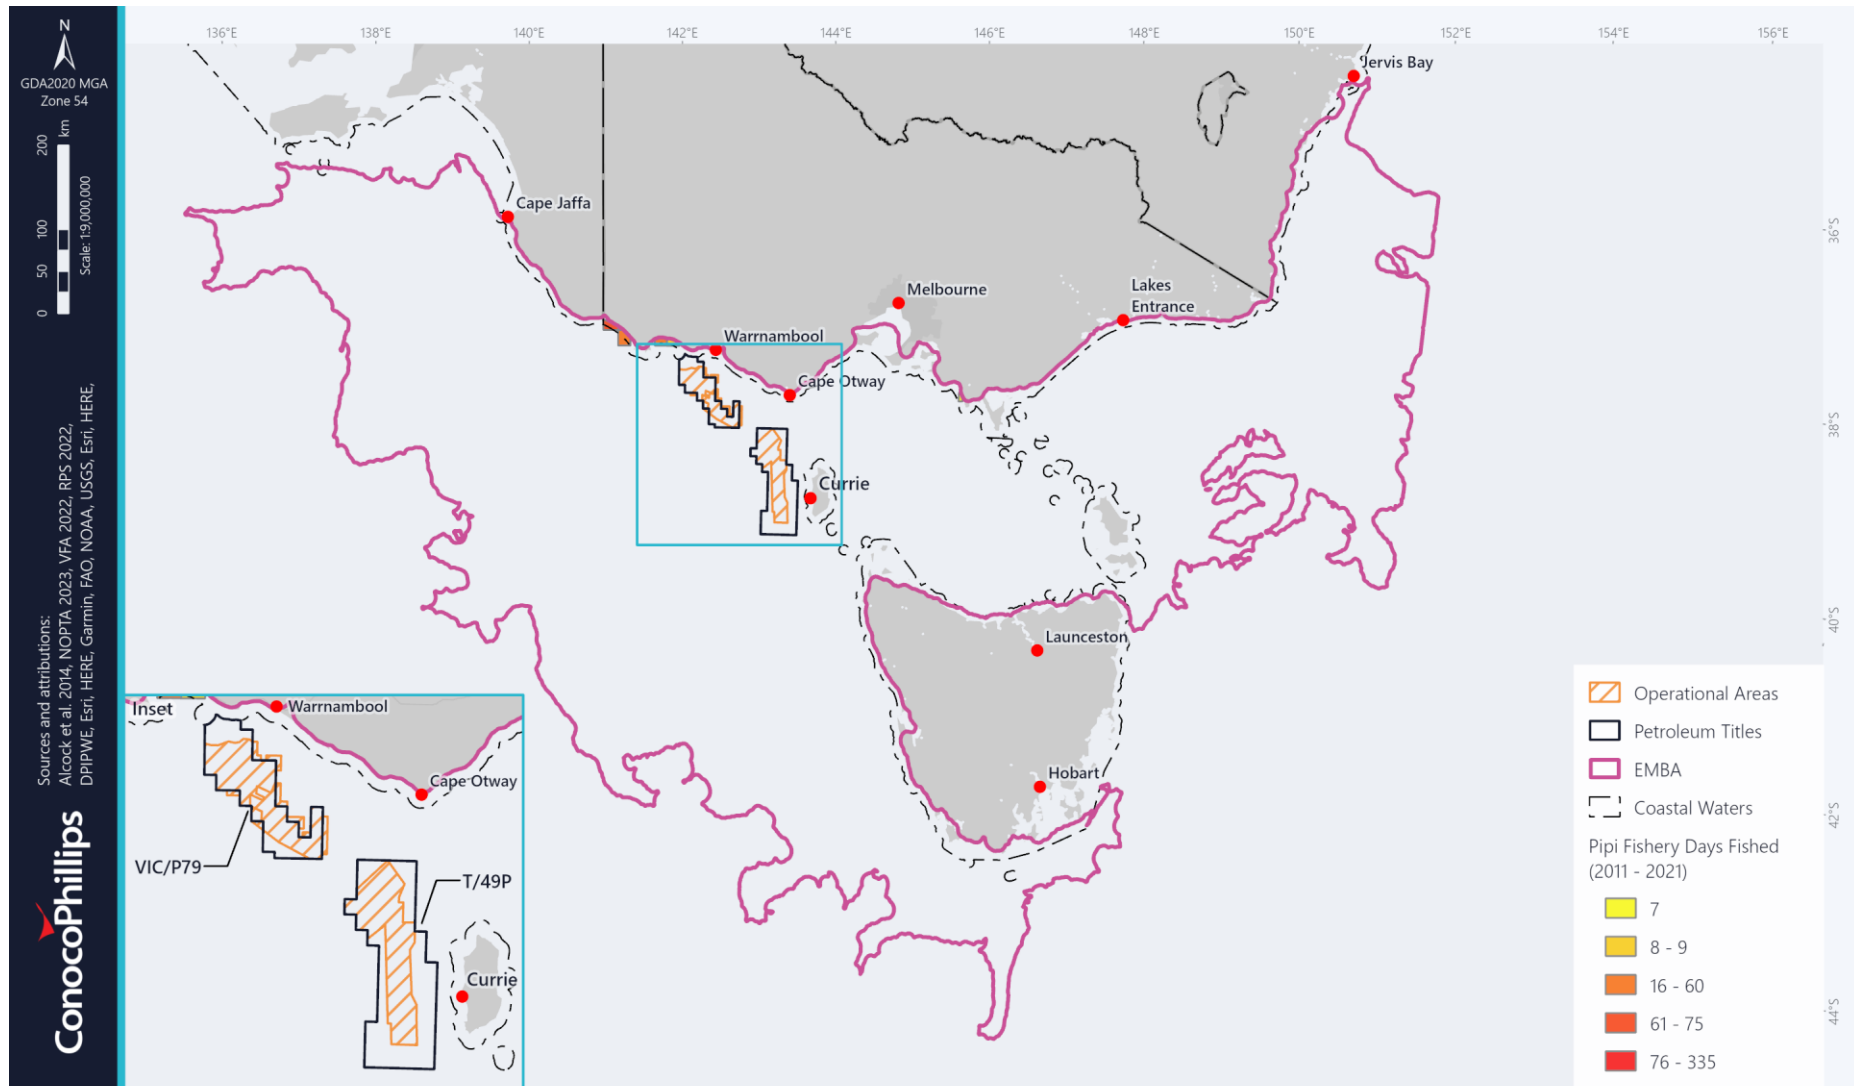 N
GDA2020 MGA
Zone 54
0 50 100 200
km
Scale: 1:9,000,000
Sources and attributions:
Alcock et al. 2014, NOPTA 2023, VFA 2022, RPS 2022,
DPIPWE, Esri, HERE, Garmin, FAO, NOAA, USGS, Esri, HERE,
ConocoPhillips
136°E 138°E 140°E 142°E 144°E 146°E 148°E 150°E 152°E 154°E 156°E
Jervis Bay
Cape Jaffa
36°S
Lakes
Entrance
Melbourne
Warrnambool
Cape Otway
38°S
Currie
40°S
Launceston
Hobart
42°S
44°S
Inset
Warrnambool
Cape Otway
VIC/P79
T/49P
Currie
Operational Areas
Petroleum Titles
EMBA
Coastal Waters
Pipi Fishery Days Fished
(2011 - 2021)
7
8 - 9
16 - 60
61 - 75
76 - 335